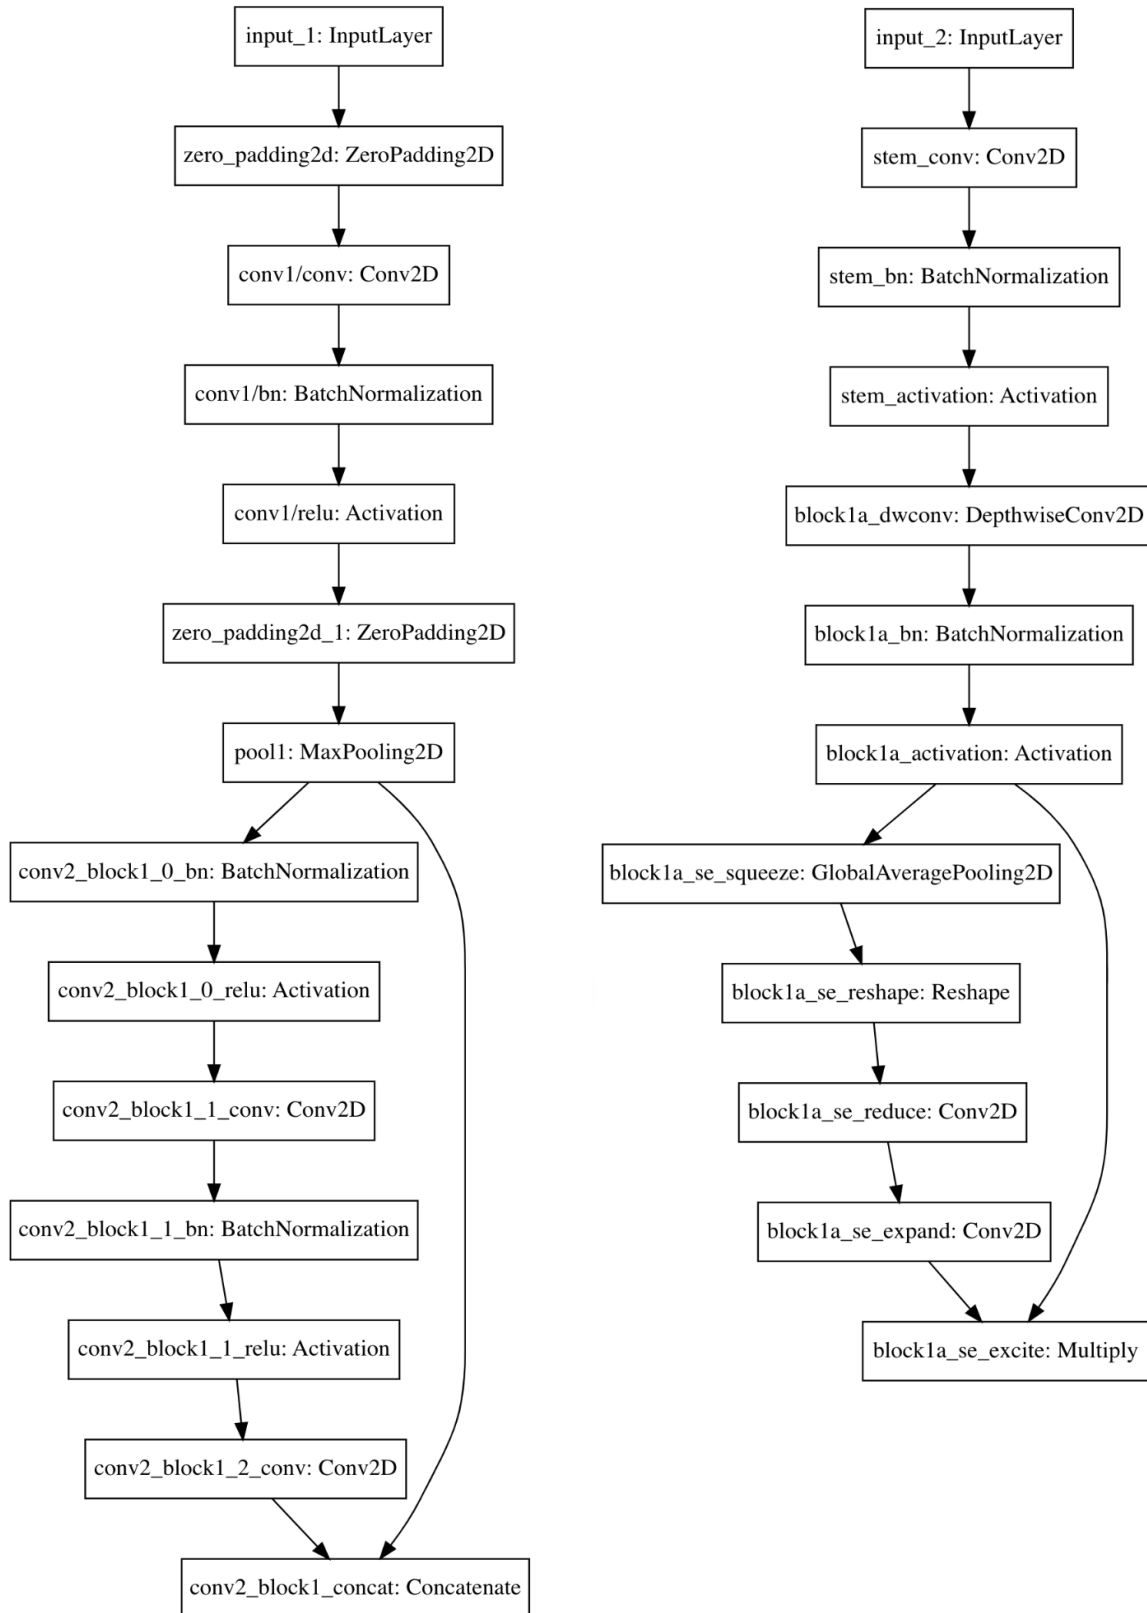 input_1: InputLayer
zero_padding2d: ZeroPadding2D
conv1/conv: Conv2D
conv1/bn: BatchNormalization
conv1/relu: Activation
zero_padding2d_1: ZeroPadding2D
pool1: MaxPooling2D
conv2_block1_0_bn: BatchNormalization
conv2_block1_0_relu: Activation
conv2_block1_1_conv: Conv2D
conv2_block1_1_bn: BatchNormalization
conv2_block1_1_relu: Activation
conv2_block1_2_conv: Conv2D
conv2_block1_concat: Concatenate
input_2: InputLayer
stem_conv: Conv2D
stem_bn: BatchNormalization
stem_activation: Activation
block1a_dwconv: DepthwiseConv2D
block1a_bn: BatchNormalization
block1a_activation: Activation
block1a_se_squeeze: GlobalAveragePooling2D
block1a_se_reshape: Reshape
block1a_se_reduce: Conv2D
block1a_se_expand: Conv2D
block1a_se_excite: Multiply